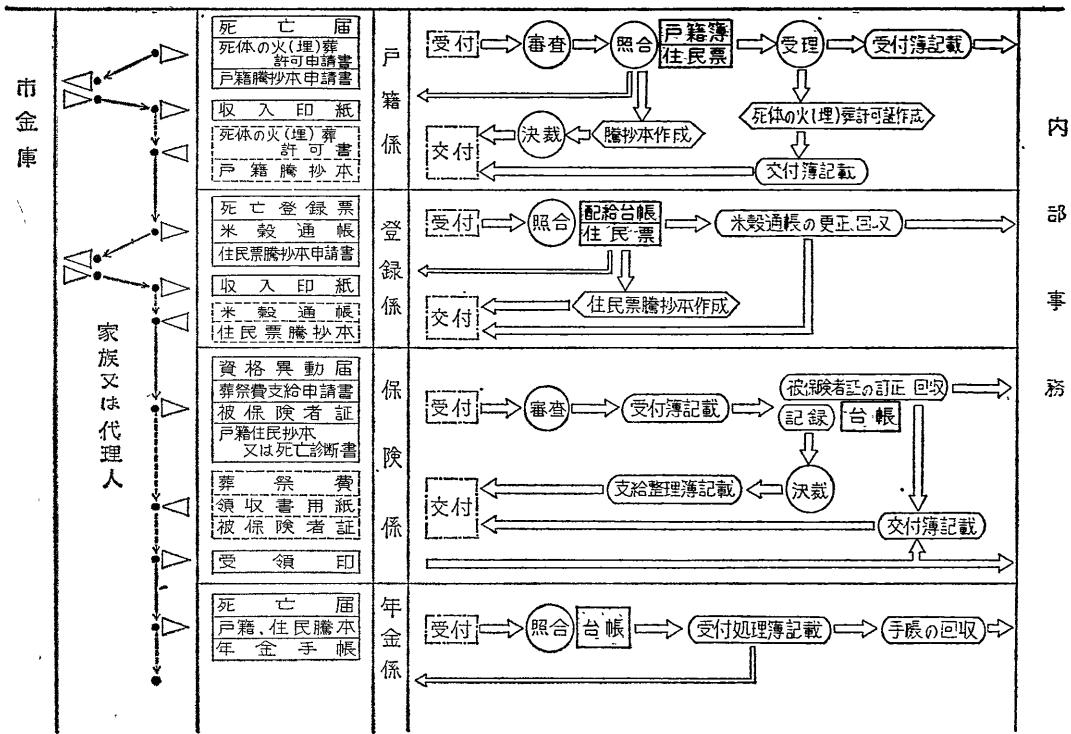 市金庫
家族又は代理人
死亡届
死体の火(埋)葬
許可申請書
戸籍謄抄本申請書
収入印紙
死体の火(埋)葬
許可書
戸籍謄抄本
戸籍係
受付
審査
照合
戸籍簿
住民票
受理
受付簿記載
死体の火(埋)葬許可証作成
謄抄本作成
決裁
交付
交付簿記載
死亡登録票
米穀通帳
住民票謄抄本申請書
収入印紙
米穀通帳
住民票謄抄本
登録係
受付
照合
配給台帳
住民票
米穀通帳の更正、回収
住民票謄抄本作成
交付
資格異動届
葬祭費支給申請書
被保険者証
戸籍住民抄本
又は死亡診断書
葬祭費
領収書用紙
被保険者証
受領印
保険係
受付
審査
受付簿記載
被保険者証の訂正 回収
記録
台帳
決裁
支給整理簿記載
交付
交付簿記載
死亡届
戸籍、住民謄本
年金手帳
年金係
受付
照合
台帳
受付処理簿記載
手帳の回収
内部事務